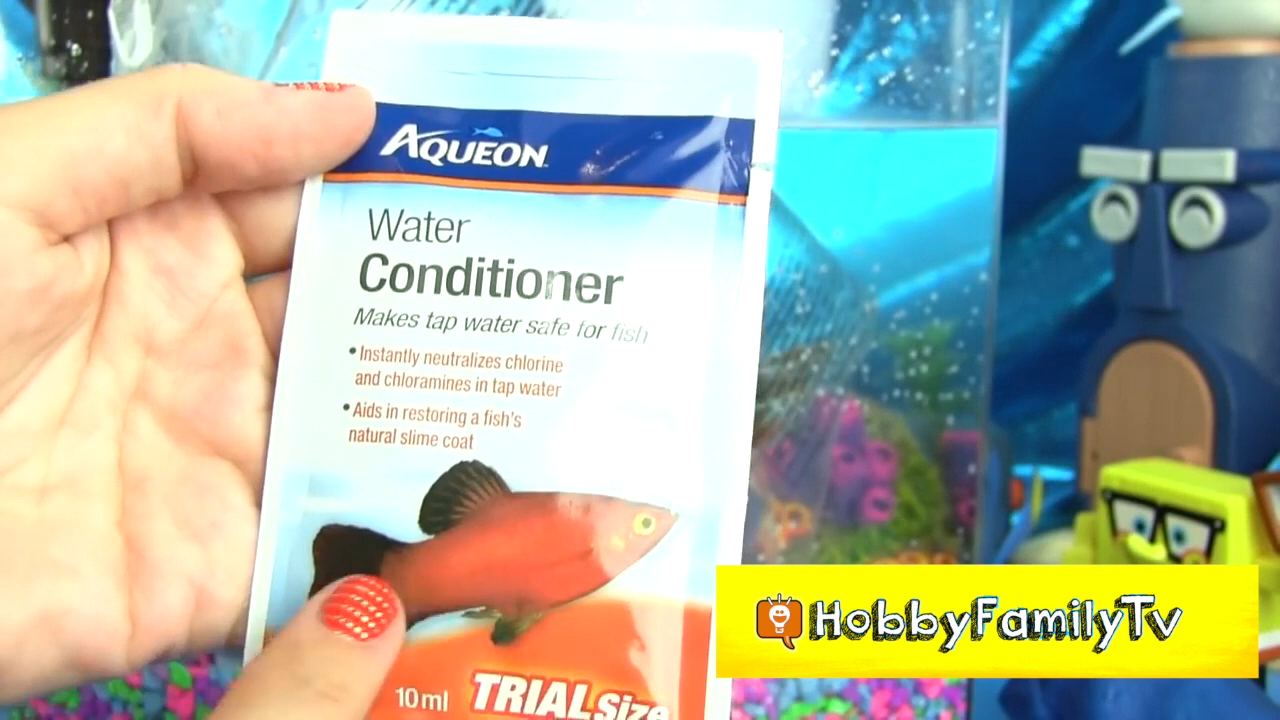 AQUEON
Water
Conditioner
Makes tap water safe for fish
• Instantly neutralizes chlorine
and chloramines in tap water
• Aids in restoring a fish's
natural slime coat
10ml TRIAL Size
HobbyFamilyTv